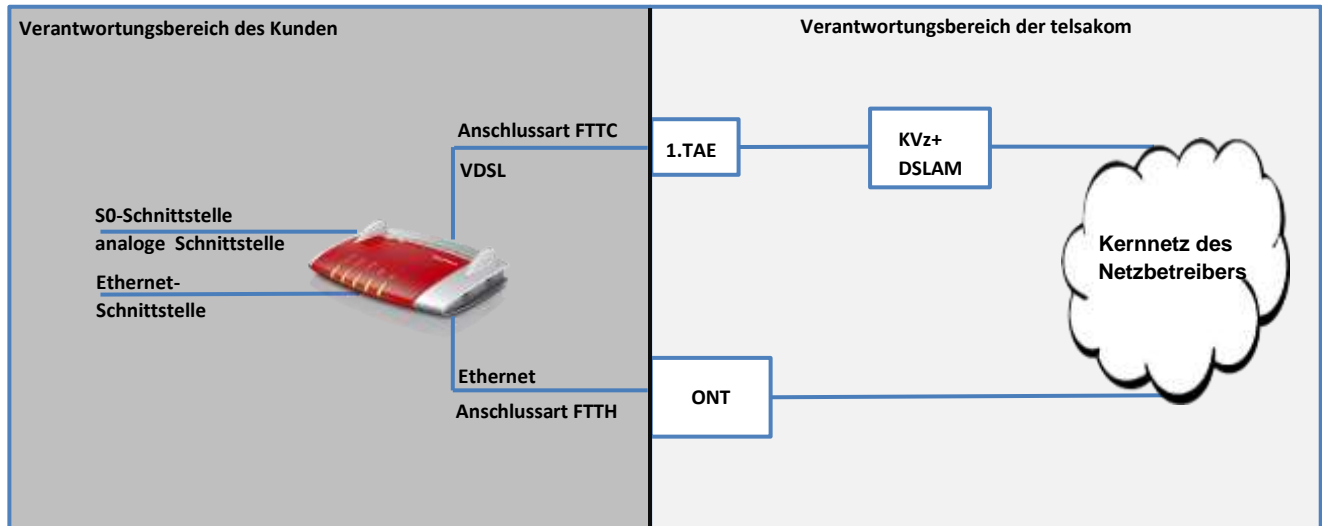 Verantwortungsbereich des Kunden
Verantwortungsbereich der telsakom
Anschlussart FTTC
VDSL
1.TAE
KVz+
DSLAM
S0-Schnittstelle
analoge Schnittstelle
Ethernet-
Schnittstelle
Kernnetz des
Netzbetreibers
Ethernet
Anschlussart FTTH
ONT